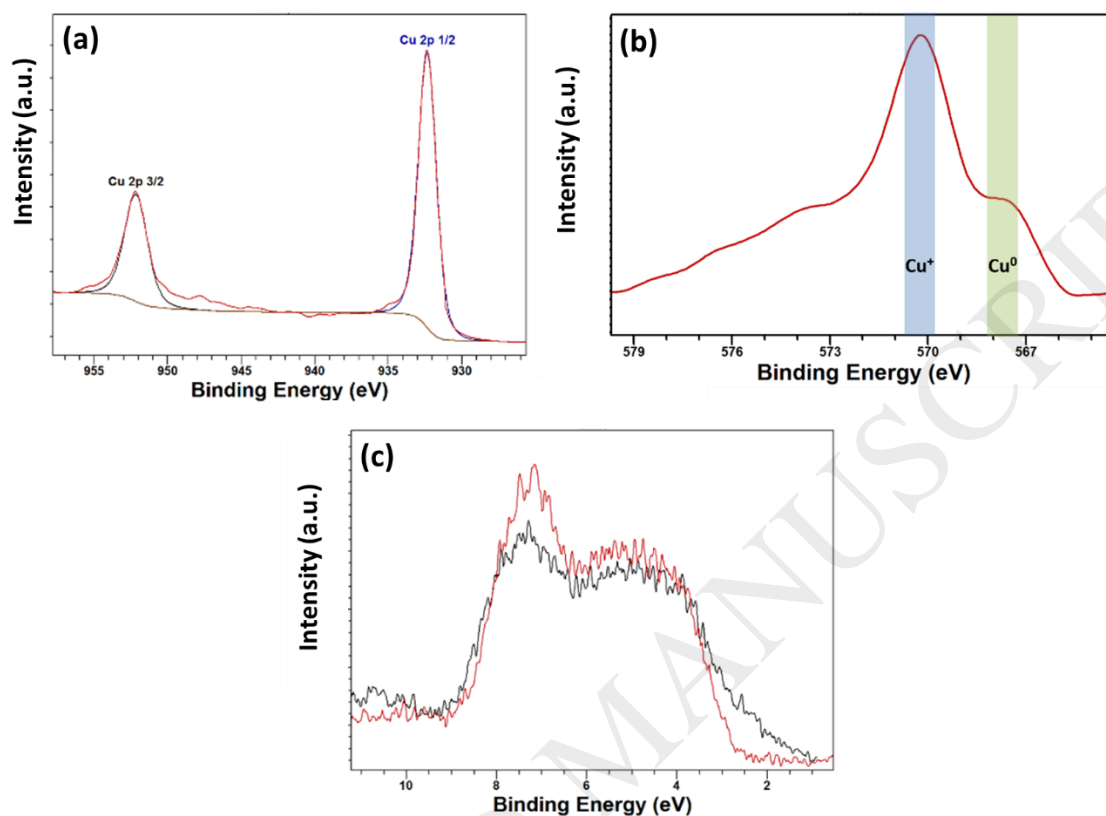 (a)
Cu 2p 1/2
Cu 2p 3/2
Intensity (a.u.)
955 950 945 940 935 930
Binding Energy (eV)
(b)
Intensity (a.u.)
Cu+ Cu0
579 576 573 570 567
Binding Energy (eV)
(c)
Intensity (a.u.)
10 8 6 4 2
Binding Energy (eV)
MANUSCRIP